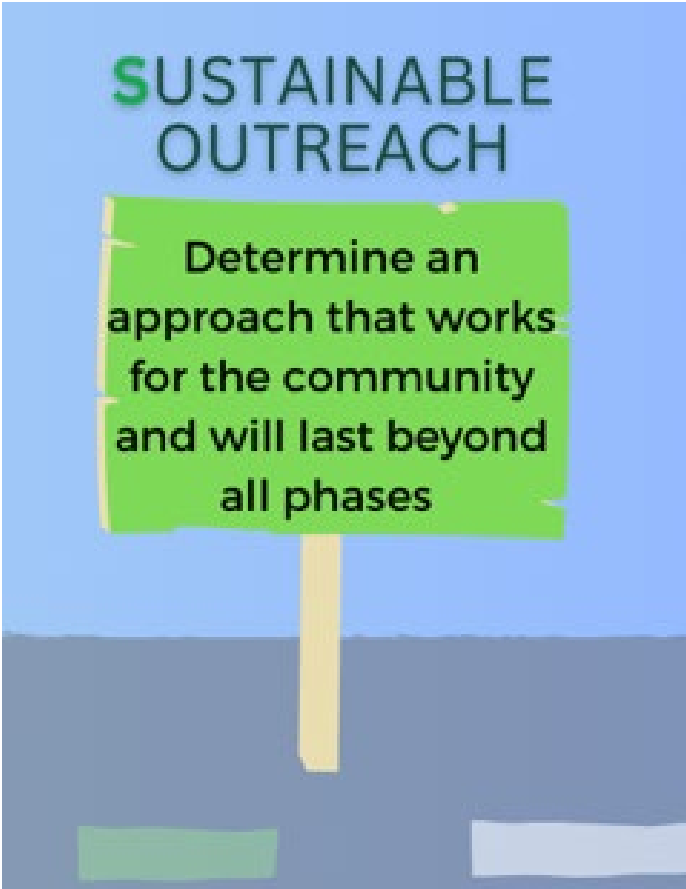 SUSTAINABLE
OUTREACH
Determine an
approach that works
for the community
and will last beyond
all phases